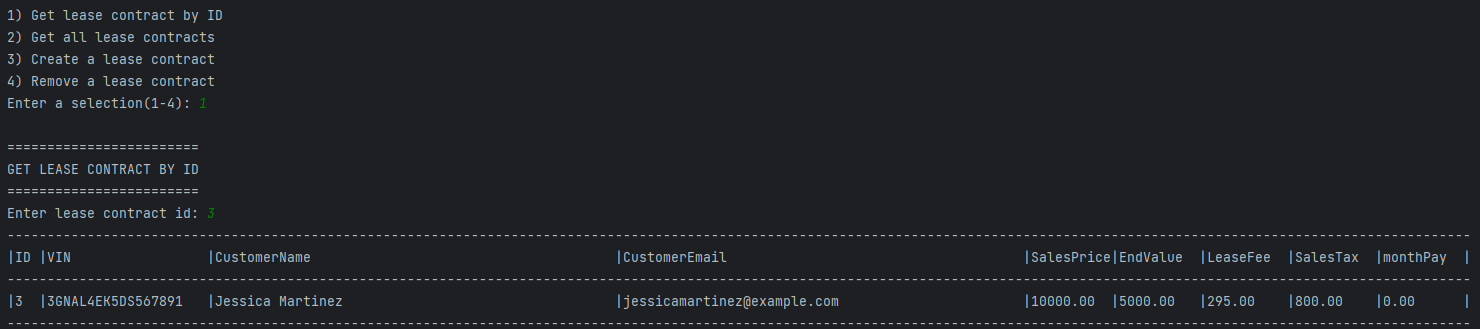 1) Get lease contract by ID
2) Get all lease contracts
3) Create a lease contract
4) Remove a lease contract
Enter a selection(1-4): 1
========================
GET LEASE CONTRACT BY ID
========================
Enter lease contract id: 3
---------------------------------------------------------------------------------------------------------------------------------------------------------------------------------------
|ID |VIN                 |CustomerName                                      |CustomerEmail                                     |SalesPrice|EndValue  |LeaseFee  |SalesTax  |monthPay  |
---------------------------------------------------------------------------------------------------------------------------------------------------------------------------------------
|3  |3GNAL4EK5DS567891   |Jessica Martinez                                  |jessicamartinez@example.com                       |10000.00  |5000.00   |295.00    |800.00    |0.00      |
---------------------------------------------------------------------------------------------------------------------------------------------------------------------------------------